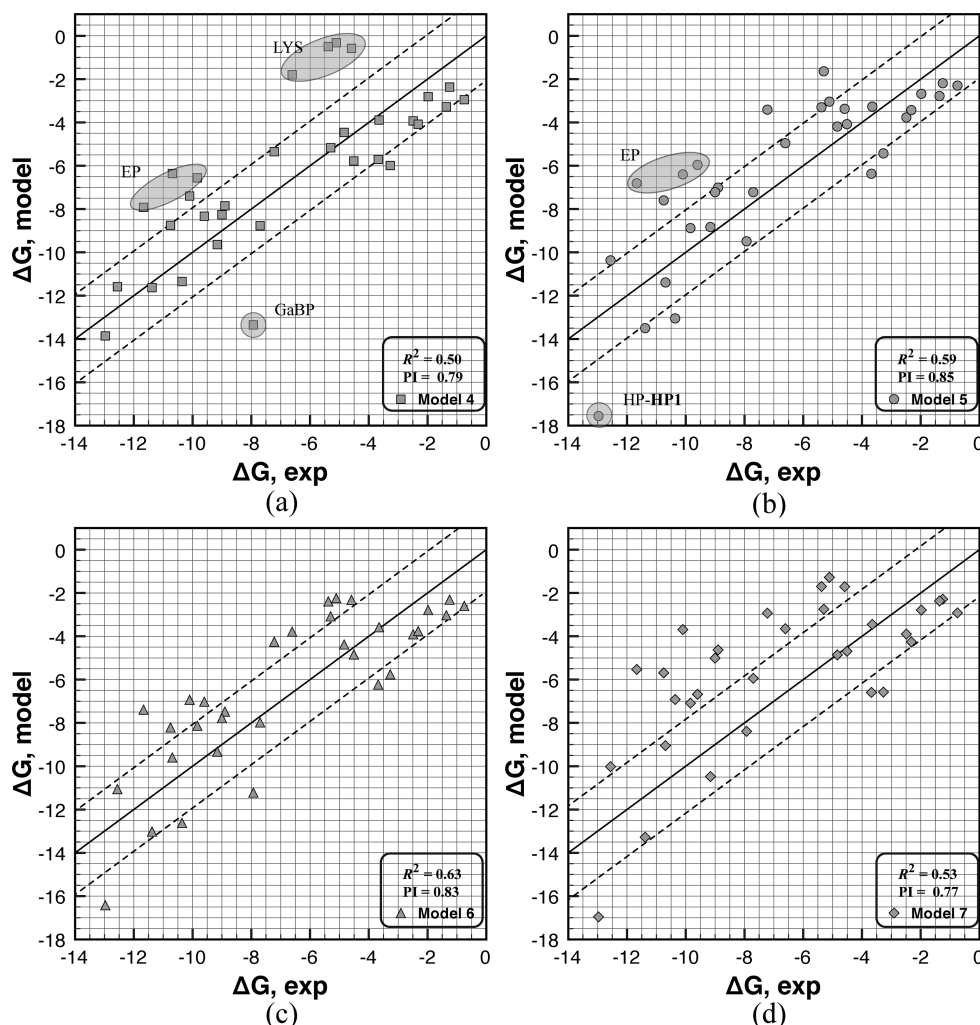 0
-2
-4
-6
-8
-10
-12
-14
-16
-18
ΔG, model
LYS
EP
GaBP
R² = 0.50
PI = 0.79
Model 4
-14 -12 -10 -8 -6 -4 -2 0
ΔG, exp
(a)
0
-2
-4
-6
-8
-10
-12
-14
-16
-18
ΔG, model
EP
HP-HP1
R² = 0.59
PI = 0.85
Model 5
-14 -12 -10 -8 -6 -4 -2 0
ΔG, exp
(b)
0
-2
-4
-6
-8
-10
-12
-14
-16
-18
ΔG, model
R² = 0.63
PI = 0.83
Model 6
-14 -12 -10 -8 -6 -4 -2 0
ΔG, exp
(c)
0
-2
-4
-6
-8
-10
-12
-14
-16
-18
ΔG, model
R² = 0.53
PI = 0.77
Model 7
-14 -12 -10 -8 -6 -4 -2 0
ΔG, exp
(d)